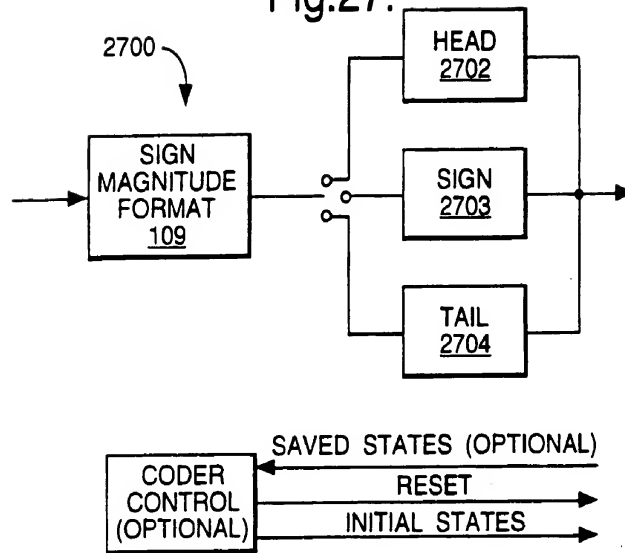 Fig.27.
2700
HEAD
2702
SIGN
MAGNITUDE
FORMAT
109
SIGN
2703
TAIL
2704
CODER
CONTROL
(OPTIONAL)
SAVED STATES (OPTIONAL)
RESET
INITIAL STATES